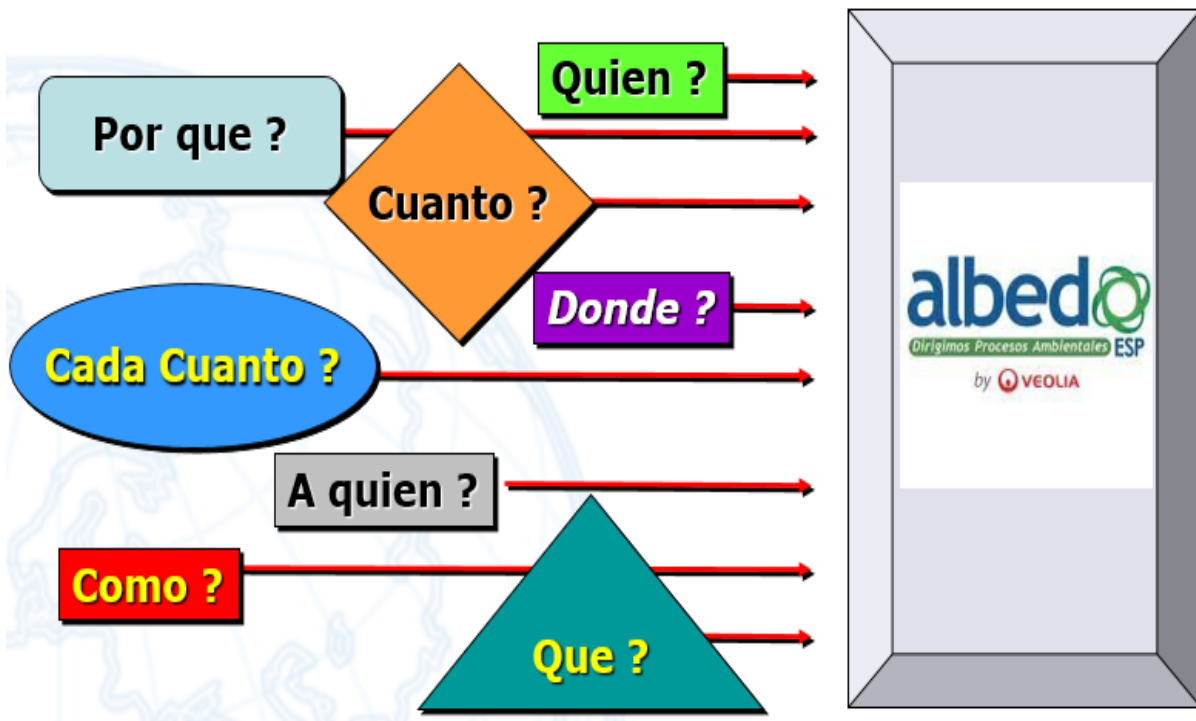 Quien ?
Por que ?
Cuanto ?
Donde ?
Cada Cuanto ?
A quien ?
Como ?
Que ?
albedo
Dirigimos Procesos Ambientales ESP
by VEOLIA